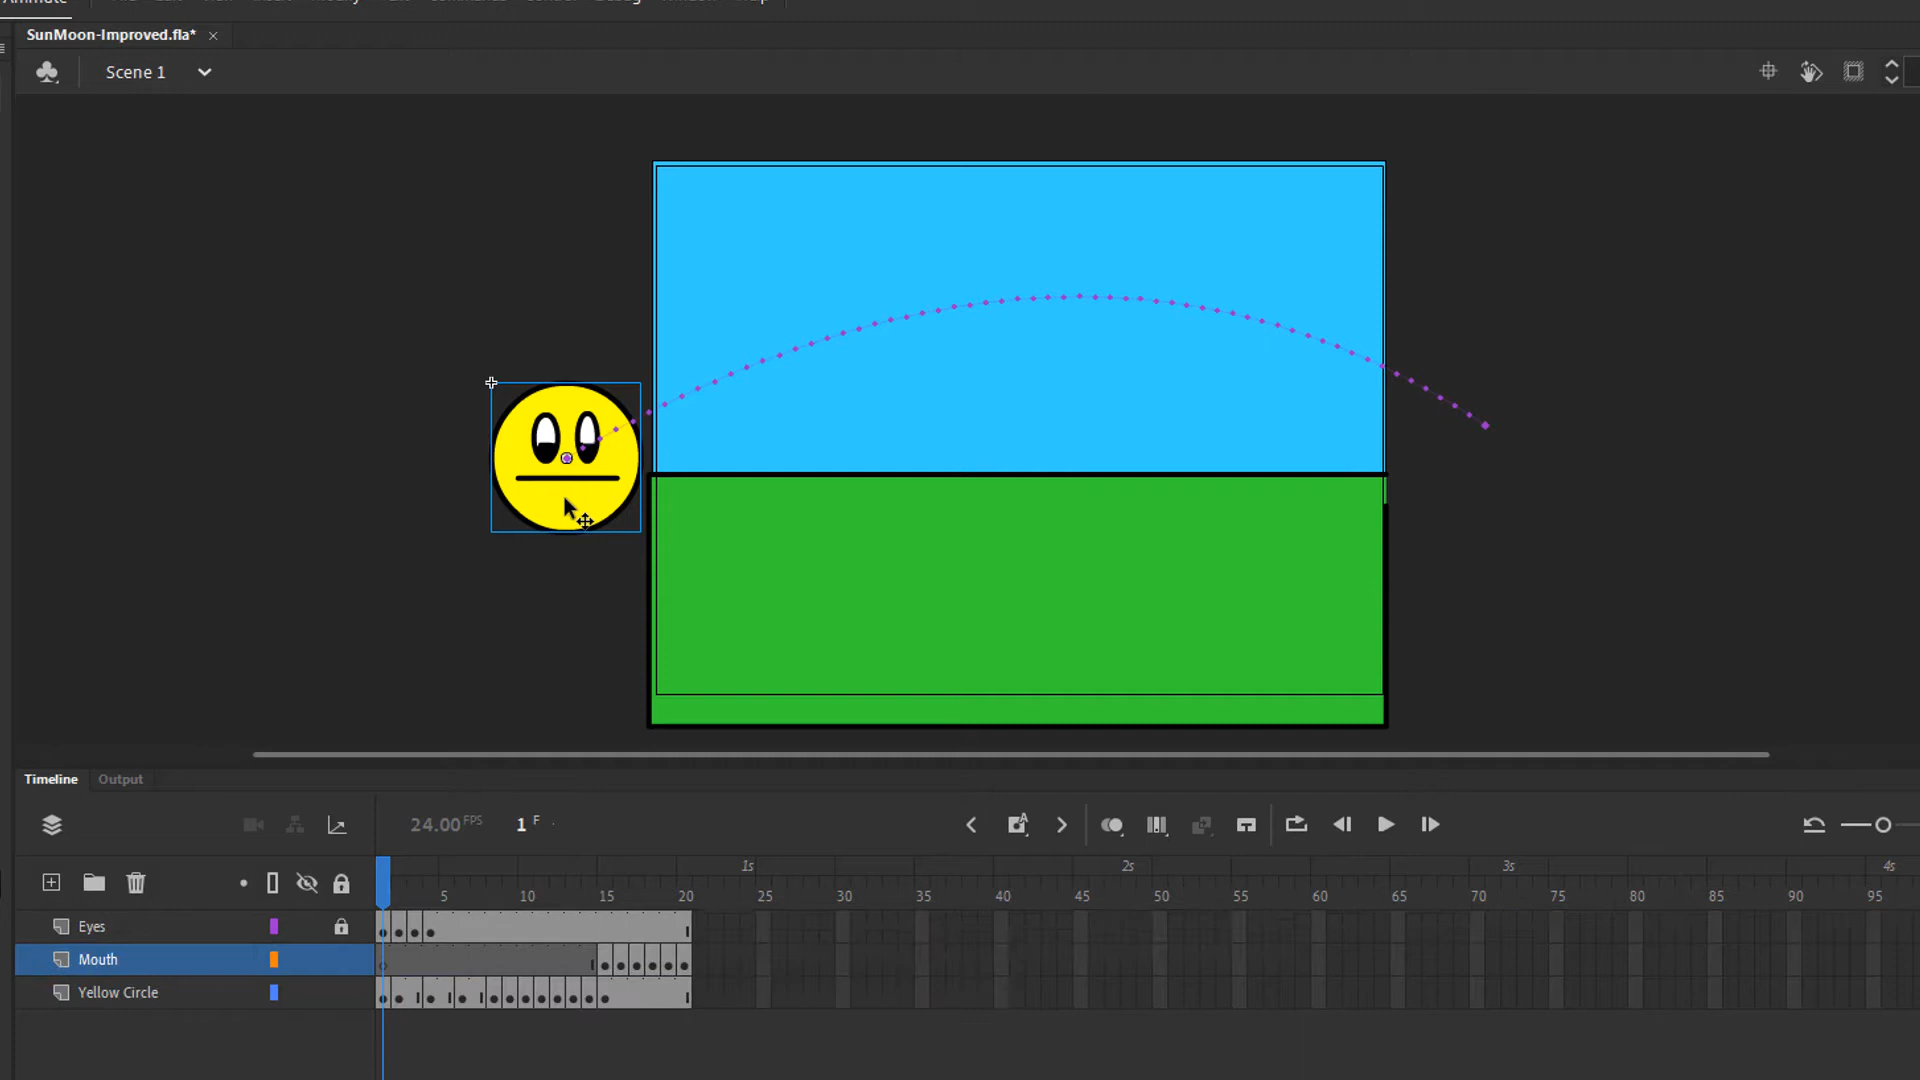 Animate
SunMoon-Improved.fla*
Scene 1
Timeline Output
24.00 FPS 1 F
1s 2s 3s 4s
5 10 15 20 25 30 35 40 45 50 55 60 65 70 75 80 85 90 95
Eyes
Mouth
Yellow Circle